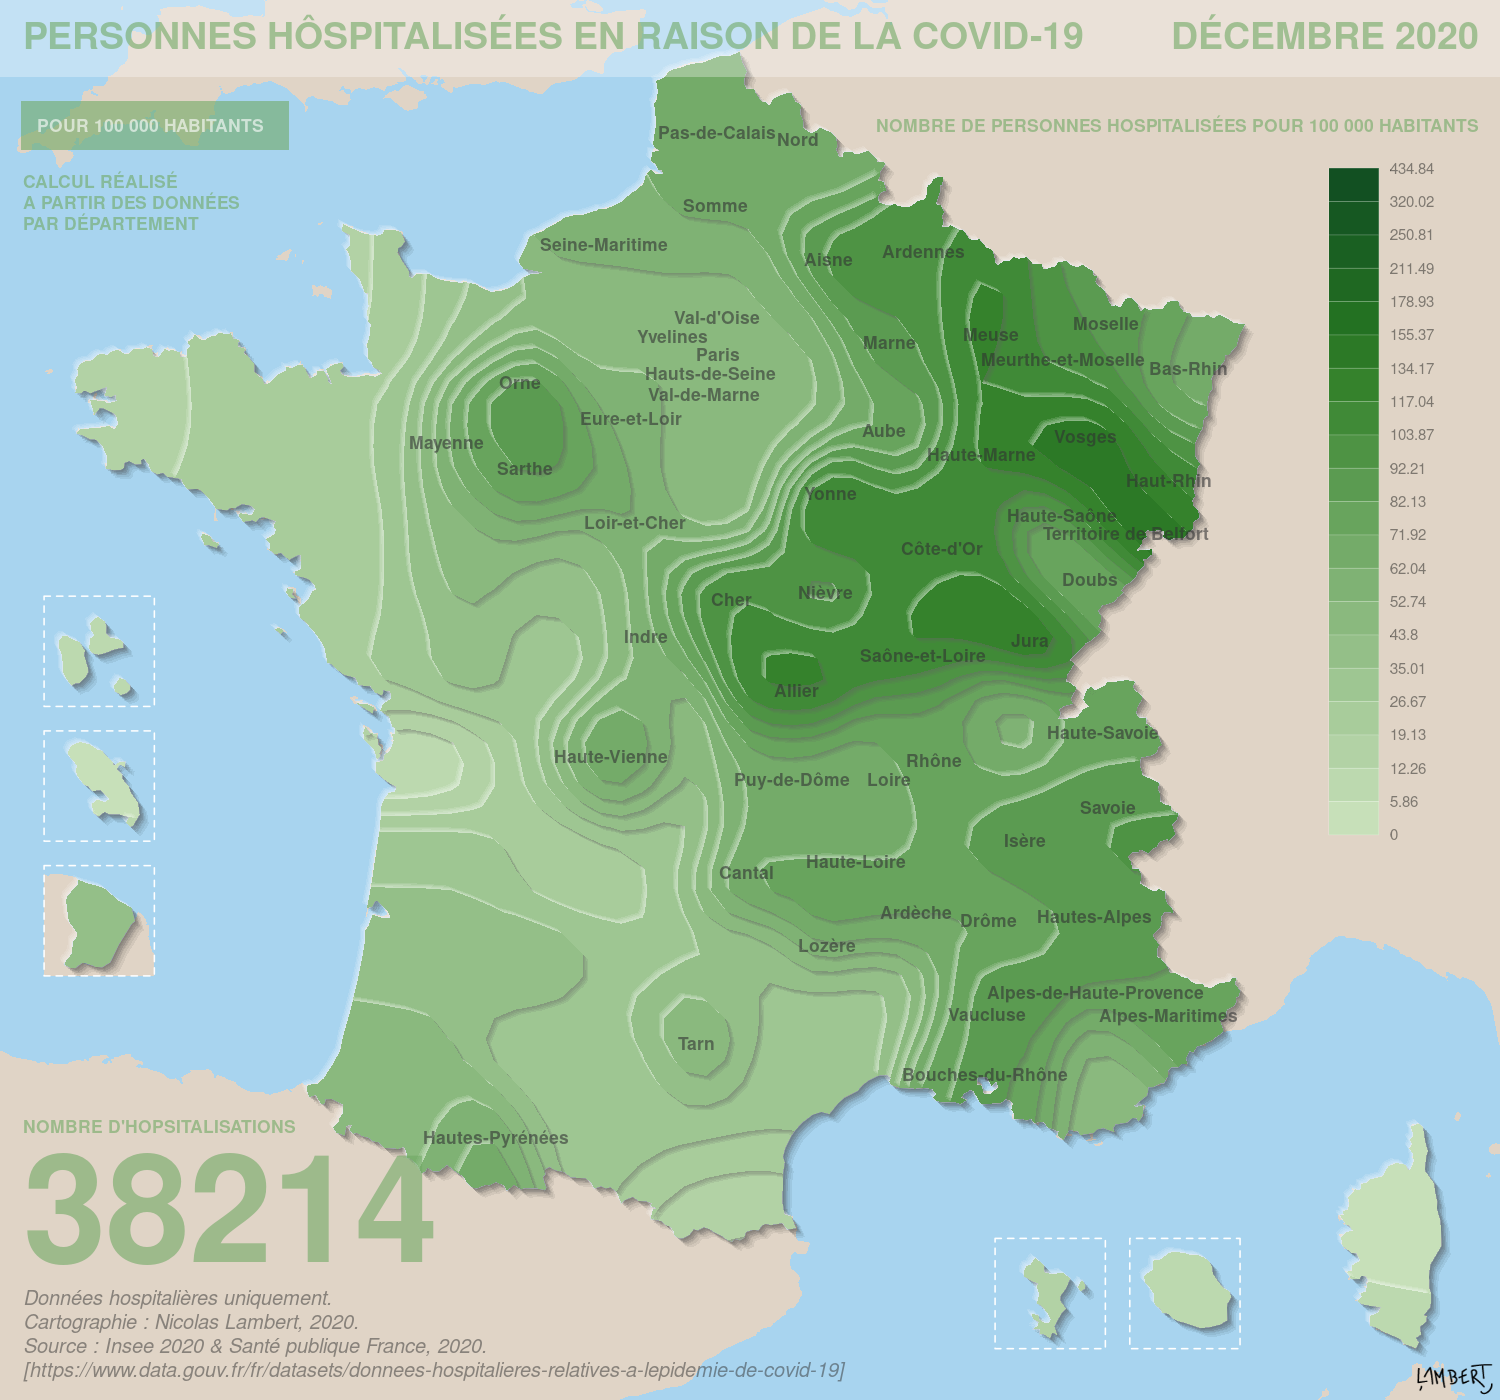 PERSONNES HÔSPITALISÉES EN RAISON DE LA COVID-19
DÉCEMBRE 2020
POUR 100 000 HABITANTS
CALCUL RÉALISÉ
A PARTIR DES DONNÉES
PAR DÉPARTEMENT
NOMBRE DE PERSONNES HOSPITALISÉES POUR 100 000 HABITANTS
434.84
320.02
250.81
211.49
178.93
155.37
134.17
117.04
103.87
92.21
82.13
71.92
62.04
52.74
43.8
35.01
26.67
19.13
12.26
5.86
0
Pas-de-Calais
Nord
Somme
Seine-Maritime
Aisne
Ardennes
Val-d'Oise
Yvelines
Paris
Hauts-de-Seine
Val-de-Marne
Marne
Meuse
Moselle
Meurthe-et-Moselle
Bas-Rhin
Orne
Eure-et-Loir
Mayenne
Sarthe
Aube
Haute-Marne
Vosges
Haut-Rhin
Yonne
Loir-et-Cher
Haute-Saône
Territoire de Belfort
Côte-d'Or
Doubs
Cher
Nièvre
Indre
Jura
Saône-et-Loire
Allier
Haute-Vienne
Haute-Savoie
Rhône
Puy-de-Dôme
Loire
Savoie
Isère
Haute-Loire
Cantal
Ardèche
Drôme
Hautes-Alpes
Lozère
Alpes-de-Haute-Provence
Vaucluse
Alpes-Maritimes
Tarn
Bouches-du-Rhône
Hautes-Pyrénées
NOMBRE D'HOPSITALISATIONS
38214
Données hospitalières uniquement.
Cartographie : Nicolas Lambert, 2020.
Source : Insee 2020 & Santé publique France, 2020.
[https://www.data.gouv.fr/fr/datasets/donnees-hospitalieres-relatives-a-lepidemie-de-covid-19]
LAMBERT